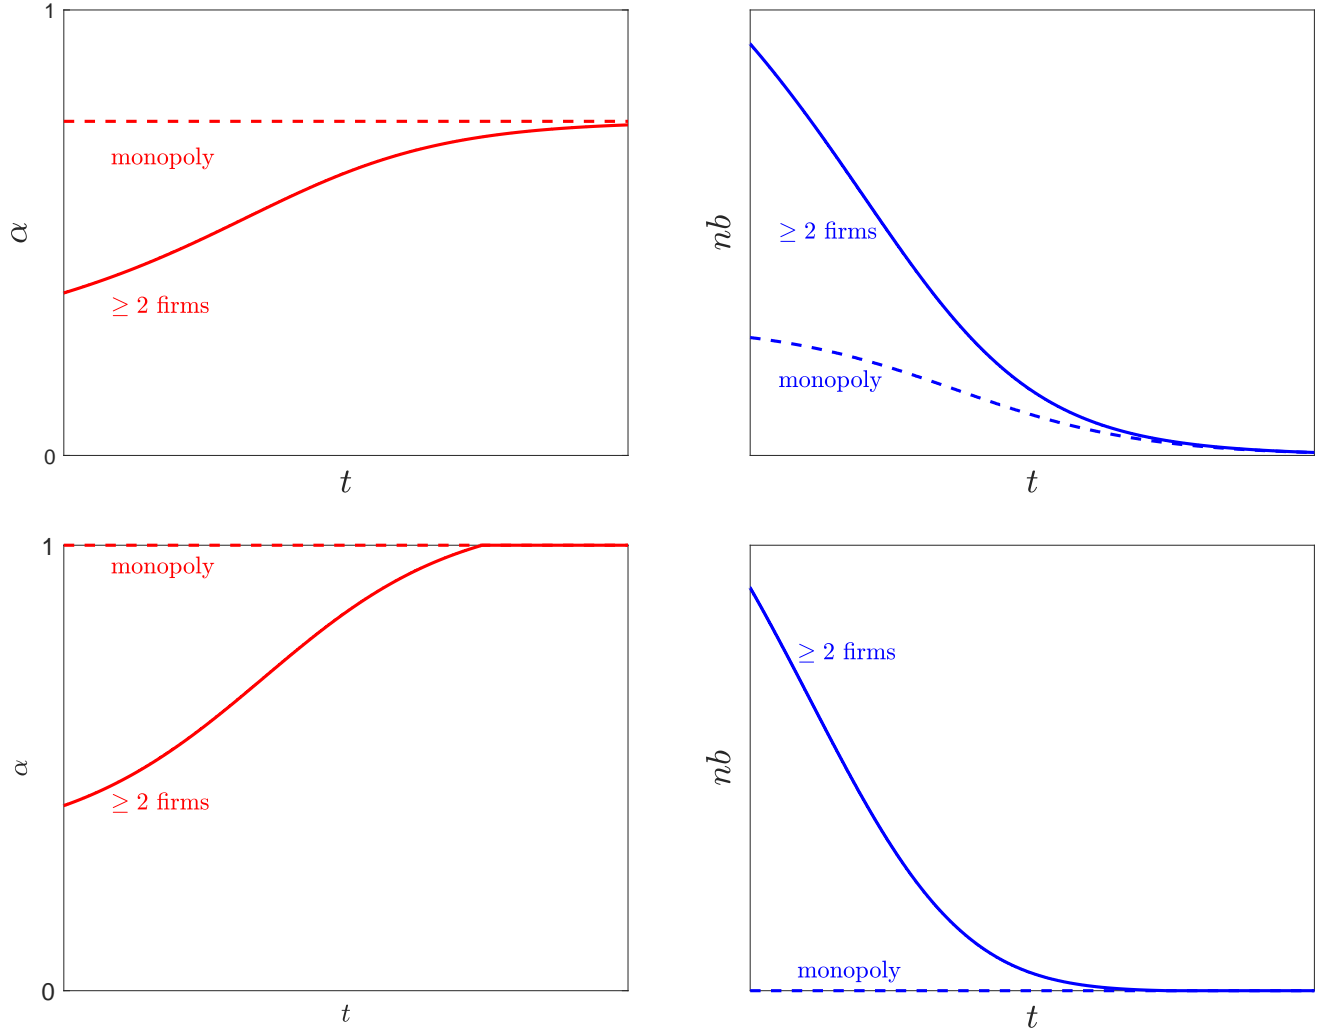 1
α
monopoly
≥ 2 firms
0
t
nb
≥ 2 firms
monopoly
t
1
α
monopoly
≥ 2 firms
0
t
nb
≥ 2 firms
monopoly
t